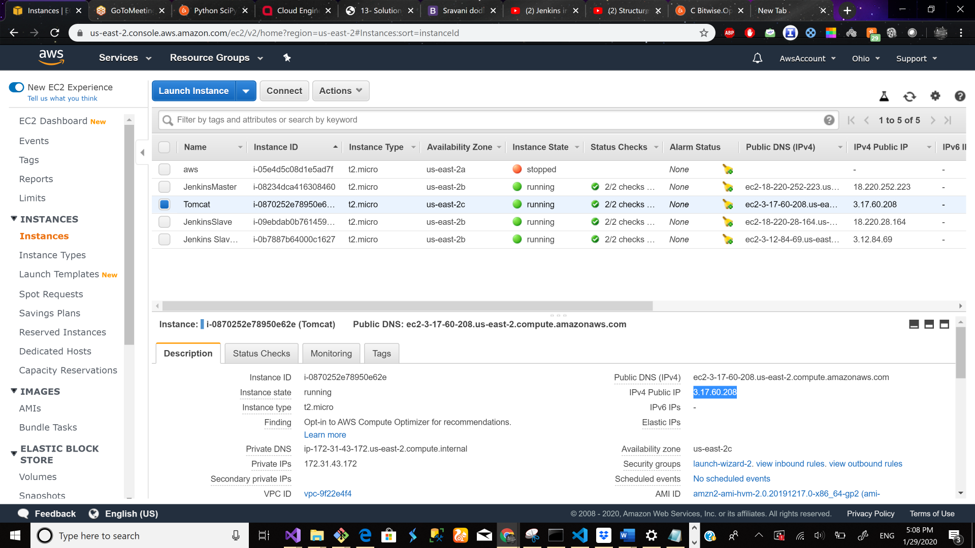 Instances | E
GoToMeetin
Python SciPy
Cloud Engin
13- Solution
Sravani dod
(2) Jenkins in
(2) Structure
C Bitwise Op
New Tab
us-east-2.console.aws.amazon.com/ec2/v2/home?region=us-east-2#Instances:sort=instanceId
aws
Services
Resource Groups
AwsAccount
Ohio
Support
New EC2 Experience
Tell us what you think
Launch Instance
Connect
Actions
EC2 Dashboard New
Events
Tags
Reports
Limits
INSTANCES
Instances
Instance Types
Launch Templates New
Spot Requests
Savings Plans
Reserved Instances
Dedicated Hosts
Capacity Reservations
IMAGES
AMIs
Bundle Tasks
ELASTIC BLOCK
STORE
Volumes
Snapshots
Filter by tags and attributes or search by keyword
1 to 5 of 5
Name Instance ID Instance Type Availability Zone Instance State Status Checks Alarm Status Public DNS (IPv4) IPv4 Public IP IPv6 I
aws i-05e4d5c08d1e5ad7f t2.micro us-east-2a stopped None -  -
JenkinsMaster i-08234dca416308460 t2.micro us-east-2b running 2/2 checks ... None ec2-18-220-252-223.us... 18.220.252.223 -
Tomcat i-0870252e78950e6... t2.micro us-east-2c running 2/2 checks ... None ec2-3-17-60-208.us-ea... 3.17.60.208 -
JenkinsSlave i-09ebdab0b761459... t2.micro us-east-2b running 2/2 checks ... None ec2-18-220-28-164.us-... 18.220.28.164 -
Jenkins Slav... i-0b7887b64000c1627 t2.micro us-east-2b running 2/2 checks ... None ec2-3-12-84-69.us-east... 3.12.84.69 -
Instance: i-0870252e78950e62e (Tomcat) Public DNS: ec2-3-17-60-208.us-east-2.compute.amazonaws.com
Description Status Checks Monitoring Tags
Instance ID i-0870252e78950e62e
Instance state running
Instance type t2.micro
Finding Opt-in to AWS Compute Optimizer for recommendations.
Learn more
Private DNS ip-172-31-43-172.us-east-2.compute.internal
Private IPs 172.31.43.172
Secondary private IPs
VPC ID vpc-9f22e4f4
Public DNS (IPv4) ec2-3-17-60-208.us-east-2.compute.amazonaws.com
IPv4 Public IP 3.17.60.208
IPv6 IPs -
Elastic IPs
Availability zone us-east-2c
Security groups launch-wizard-2. view inbound rules. view outbound rules
Scheduled events No scheduled events
AMI ID amzn2-ami-hvm-2.0.20191217.0-x86_64-gp2 (ami-
Feedback
English (US)
© 2008 - 2020, Amazon Web Services, Inc. or its affiliates. All rights reserved.
Privacy Policy
Terms of Use
Type here to search
ENG
5:08 PM
1/29/2020
3